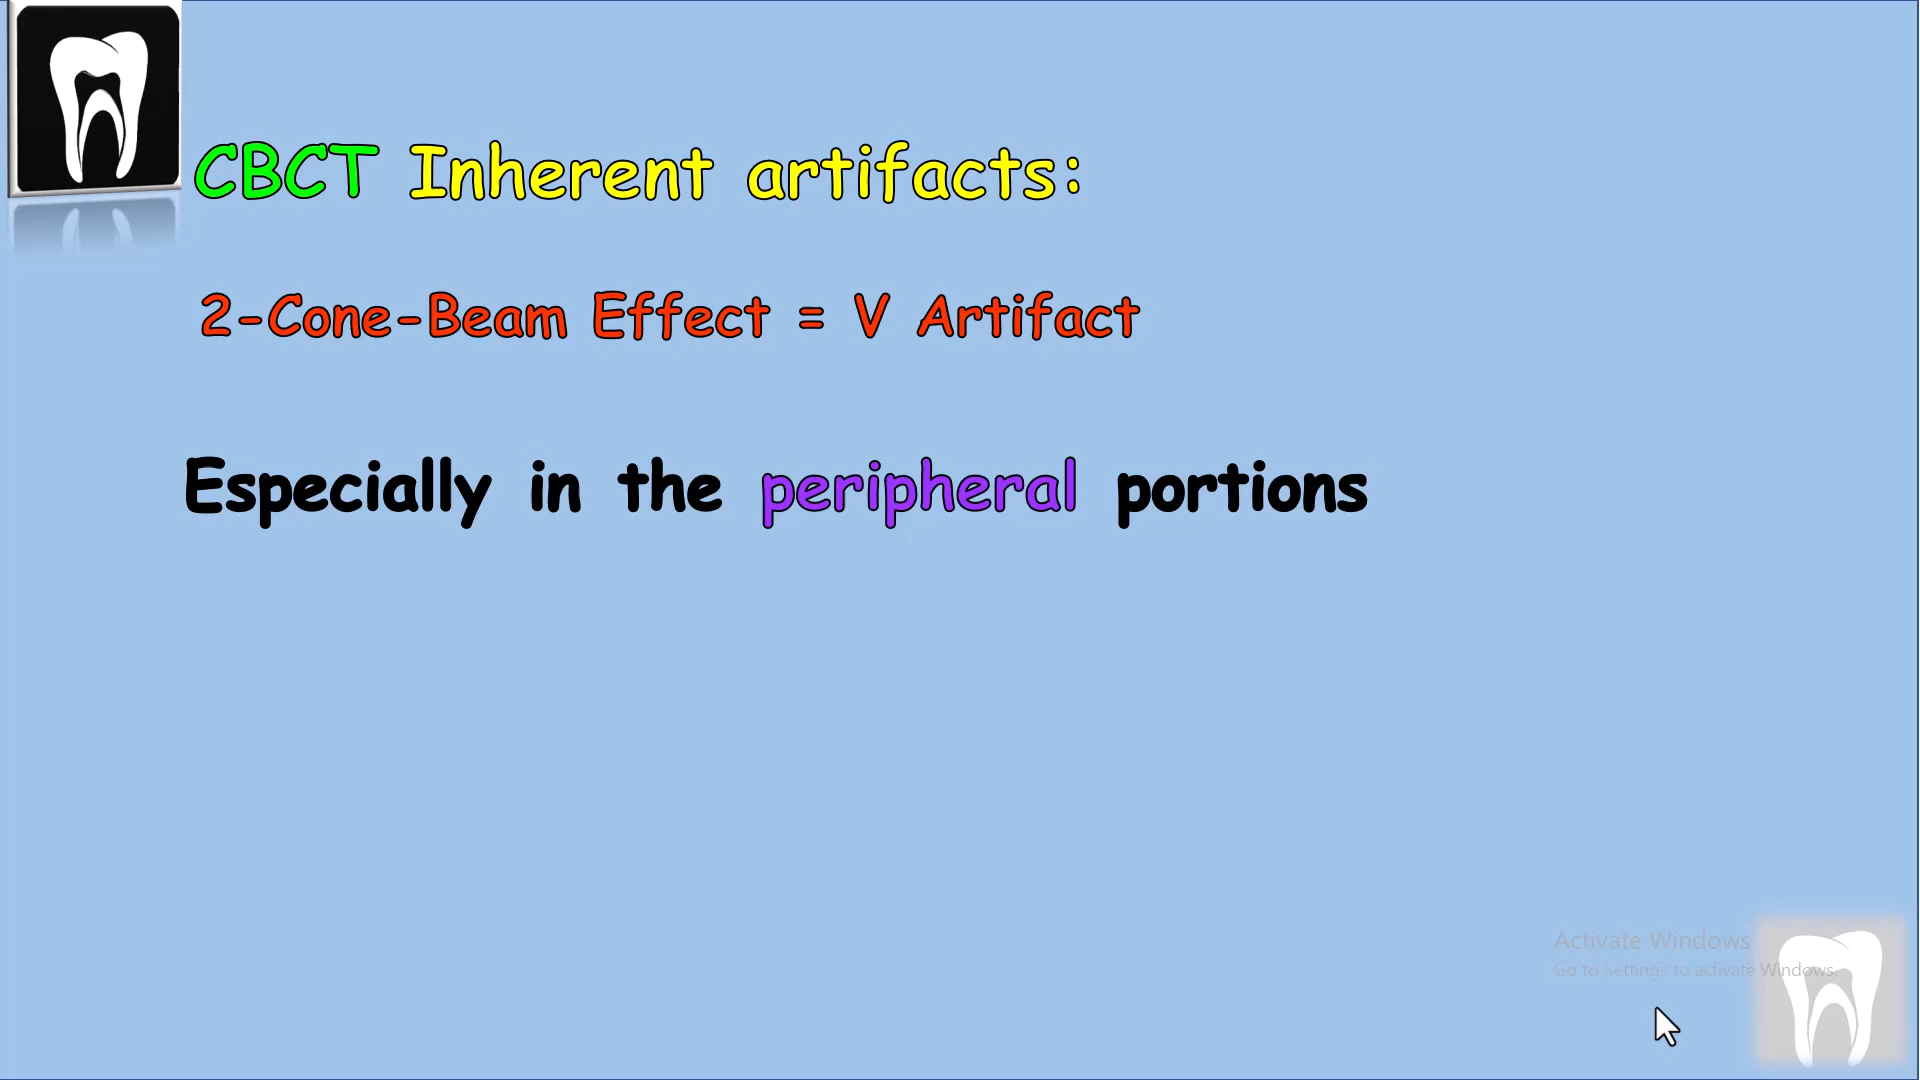 CBCT Inherent artifacts:
2-Cone-Beam Effect = V Artifact
Especially in the peripheral portions
Activate Windows
Go to Settings to activate Windows.